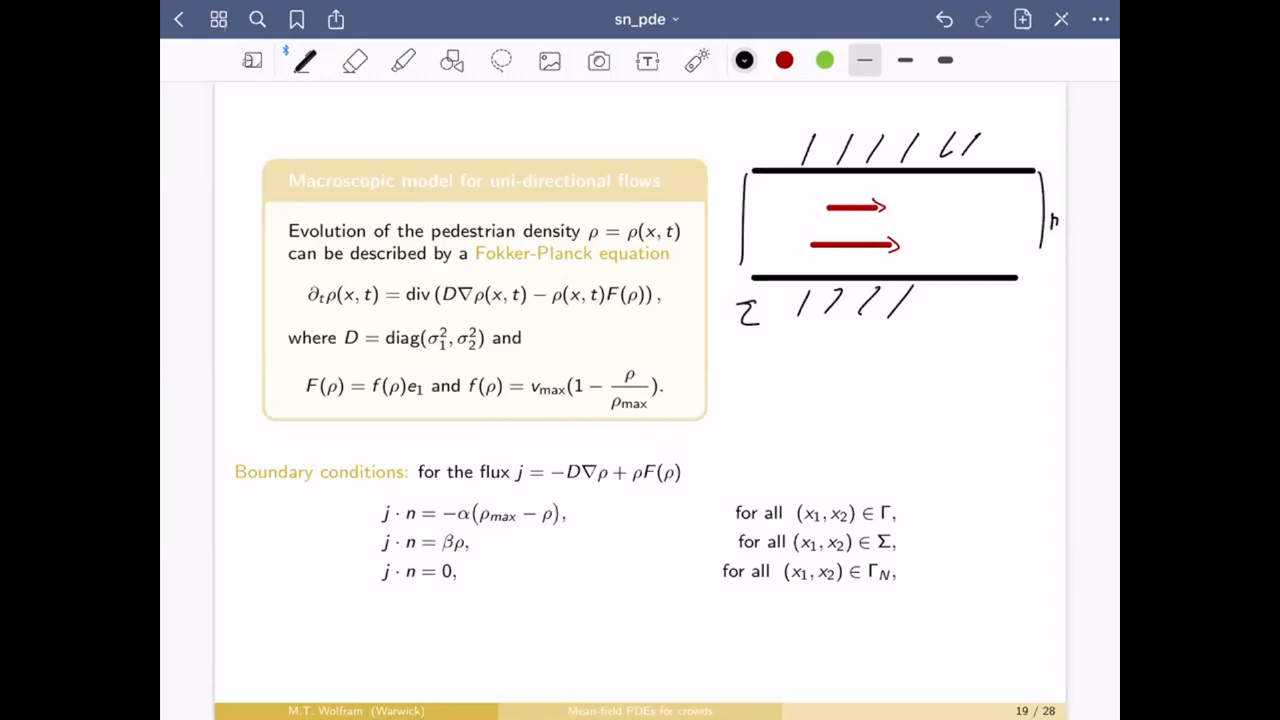 sn_pde
Macroscopic model for uni-directional flows
Evolution of the pedestrian density ρ = ρ(x, t)
can be described by a Fokker-Planck equation
∂ₜρ(x, t) = div (D∇ρ(x, t) − ρ(x, t)F(ρ)) ,
where D = diag(σ₁², σ₂²) and
F(ρ) = f(ρ)e₁ and f(ρ) = v_max(1 − ρ/ρ_max).
Σ
Boundary conditions: for the flux j = −D∇ρ + ρF(ρ)
j · n = −α(ρ_max − ρ), for all (x₁, x₂) ∈ Γ,
j · n = βρ, for all (x₁, x₂) ∈ Σ,
j · n = 0, for all (x₁, x₂) ∈ Γ_N,
M.T. Wolfram (Warwick) Mean-field PDEs for crowds 19 / 28